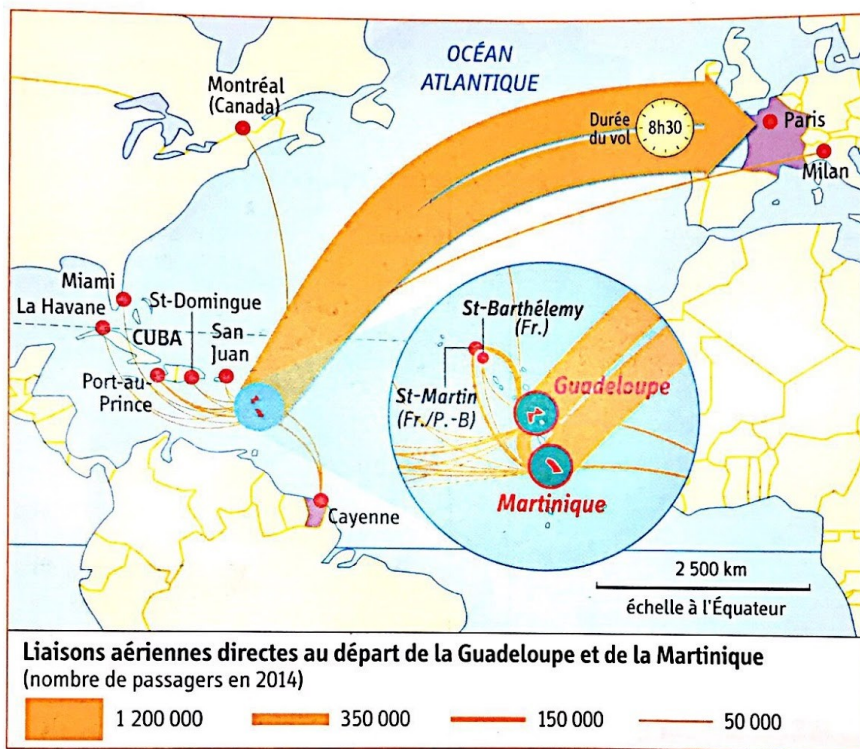 OCÉAN
ATLANTIQUE
Montréal
(Canada)
Durée
du vol
8h30
Paris
Milan
Miami
La Havane
St-Domingue
CUBA
San
Juan
Port-au-
Prince
St-Barthélemy
(Fr.)
St-Martin
(Fr./P.-B)
Guadeloupe
Martinique
Cayenne
2 500 km
échelle à l'Équateur
Liaisons aériennes directes au départ de la Guadeloupe et de la Martinique
(nombre de passagers en 2014)
1 200 000
350 000
150 000
50 000